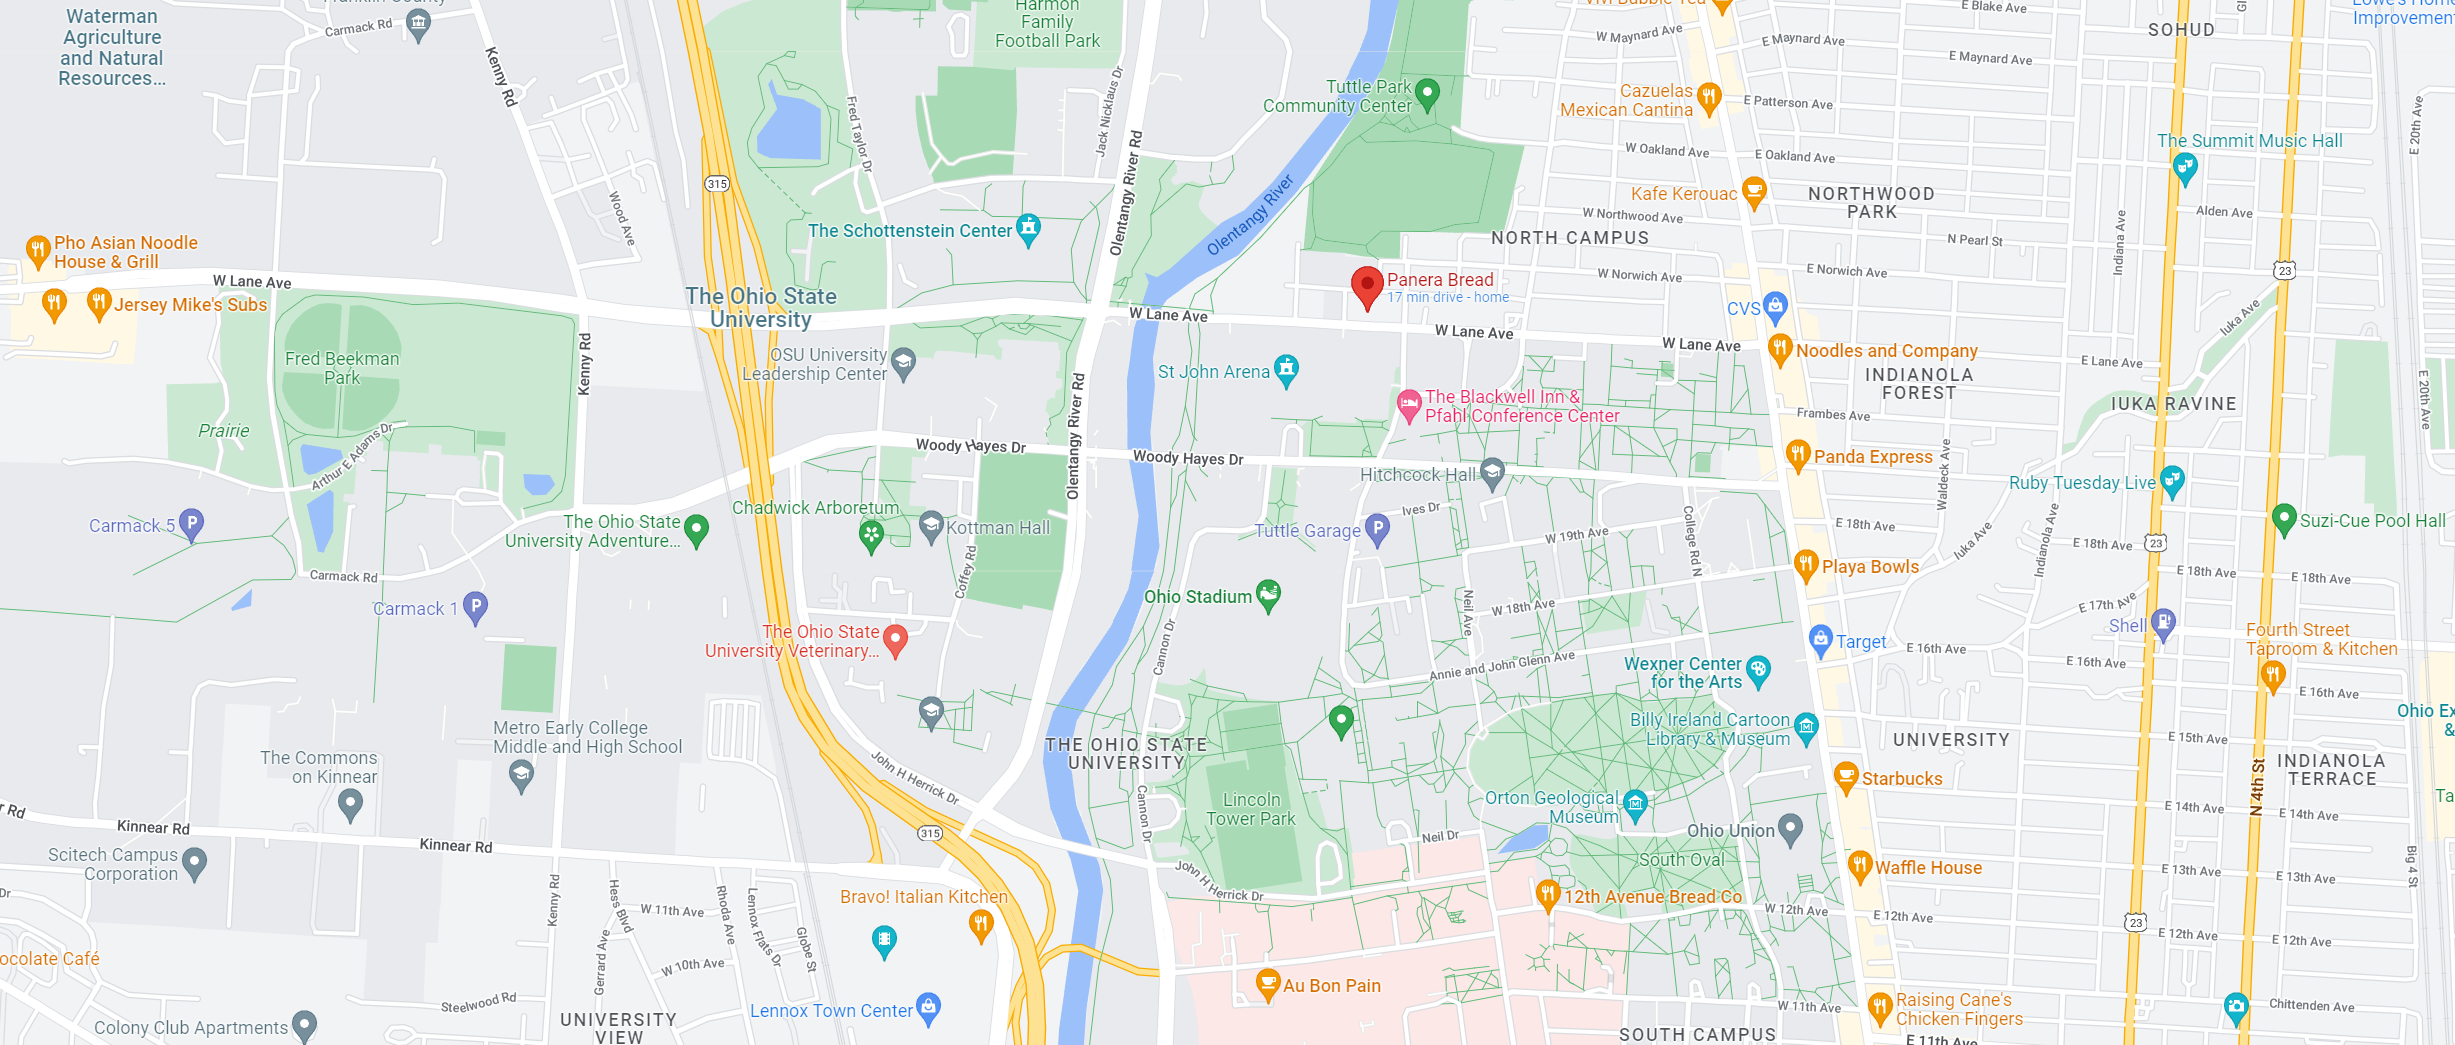 Waterman
Agriculture
and Natural
Resources...
Franklin County
Carmack Rd
Kenny Rd
Harmon
Family
Football Park
Jack Nicklaus Dr
Olentangy River Rd
Fred Taylor Dr
315
Wood Ave
Tuttle Park
Community Center
Olentangy River
Vivi Bubble Tea
W Maynard Ave
E Maynard Ave
E Blake Ave
E Maynard Ave
SOHUD
Lowe's Home
Improvement
Cazuelas
Mexican Cantina
E Patterson Ave
W Oakland Ave
E Oakland Ave
The Summit Music Hall
E 20th Ave
Kafe Kerouac
NORTHWOOD
PARK
W Northwood Ave
Alden Ave
Indiana Ave
NORTH CAMPUS
N Pearl St
W Norwich Ave
E Norwich Ave
23
Iuka Ave
The Schottenstein Center
Pho Asian Noodle
House & Grill
W Lane Ave
Jersey Mike's Subs
The Ohio State
University
Panera Bread
17 min drive - home
W Lane Ave
W Lane Ave
W Lane Ave
CVS
Noodles and Company
INDIANOLA
FOREST
E Lane Ave
Fred Beekman
Park
Kenny Rd
OSU University
Leadership Center
St John Arena
The Blackwell Inn &
Pfahl Conference Center
Frambes Ave
IUKA RAVINE
E 20th Ave
Prairie
Arthur E Adams Dr
Olentangy River Rd
Woody Hayes Dr
Woody Hayes Dr
Hitchcock Hall
Panda Express
Waldeck Ave
Ruby Tuesday Live
Carmack 5
The Ohio State
University Adventure...
Chadwick Arboretum
Kottman Hall
Coffey Rd
Tuttle Garage
Ives Dr
W 19th Ave
College Rd N
E 18th Ave
Iuka Ave
Indianola Ave
E 18th Ave
23
Suzi-Cue Pool Hall
Carmack Rd
Carmack 1
Playa Bowls
E 18th Ave
E 18th Ave
Ohio Stadium
Neil Ave
W 18th Ave
E 17th Ave
Shell
The Ohio State
University Veterinary...
Cannon Dr
Target
E 16th Ave
E 16th Ave
Fourth Street
Taproom & Kitchen
Annie and John Glenn Ave
Wexner Center
for the Arts
E 16th Ave
Ohio Ex
&
Metro Early College
Middle and High School
THE OHIO STATE
UNIVERSITY
Billy Ireland Cartoon
Library & Museum
UNIVERSITY
E 15th Ave
INDIANOLA
TERRACE
N 4th St
The Commons
on Kinnear
John H Herrick Dr
Cannon Dr
Lincoln
Tower Park
Starbucks
Orton Geological
Museum
Ohio Union
E 14th Ave
E 14th Ave
Ta
r Rd
Kinnear Rd
Kinnear Rd
315
Neil Dr
South Oval
Scitech Campus
Corporation
John H Herrick Dr
Waffle House
E 13th Ave
E 13th Ave
Big 4 St
Dr
Kenny Rd
Hess Blvd
W 11th Ave
Rhoda Ave
Lennox Flats Dr
Globe St
Bravo! Italian Kitchen
12th Avenue Bread Co
W 12th Ave
E 12th Ave
23
E 12th Ave
E 12th Ave
ocolate Café
Gerrard Ave
W 10th Ave
Au Bon Pain
Steelwood Rd
Lennox Town Center
W 11th Ave
Raising Cane's
Chicken Fingers
Chittenden Ave
Colony Club Apartments
UNIVERSITY
VIEW
SOUTH CAMPUS
E 11th Ave